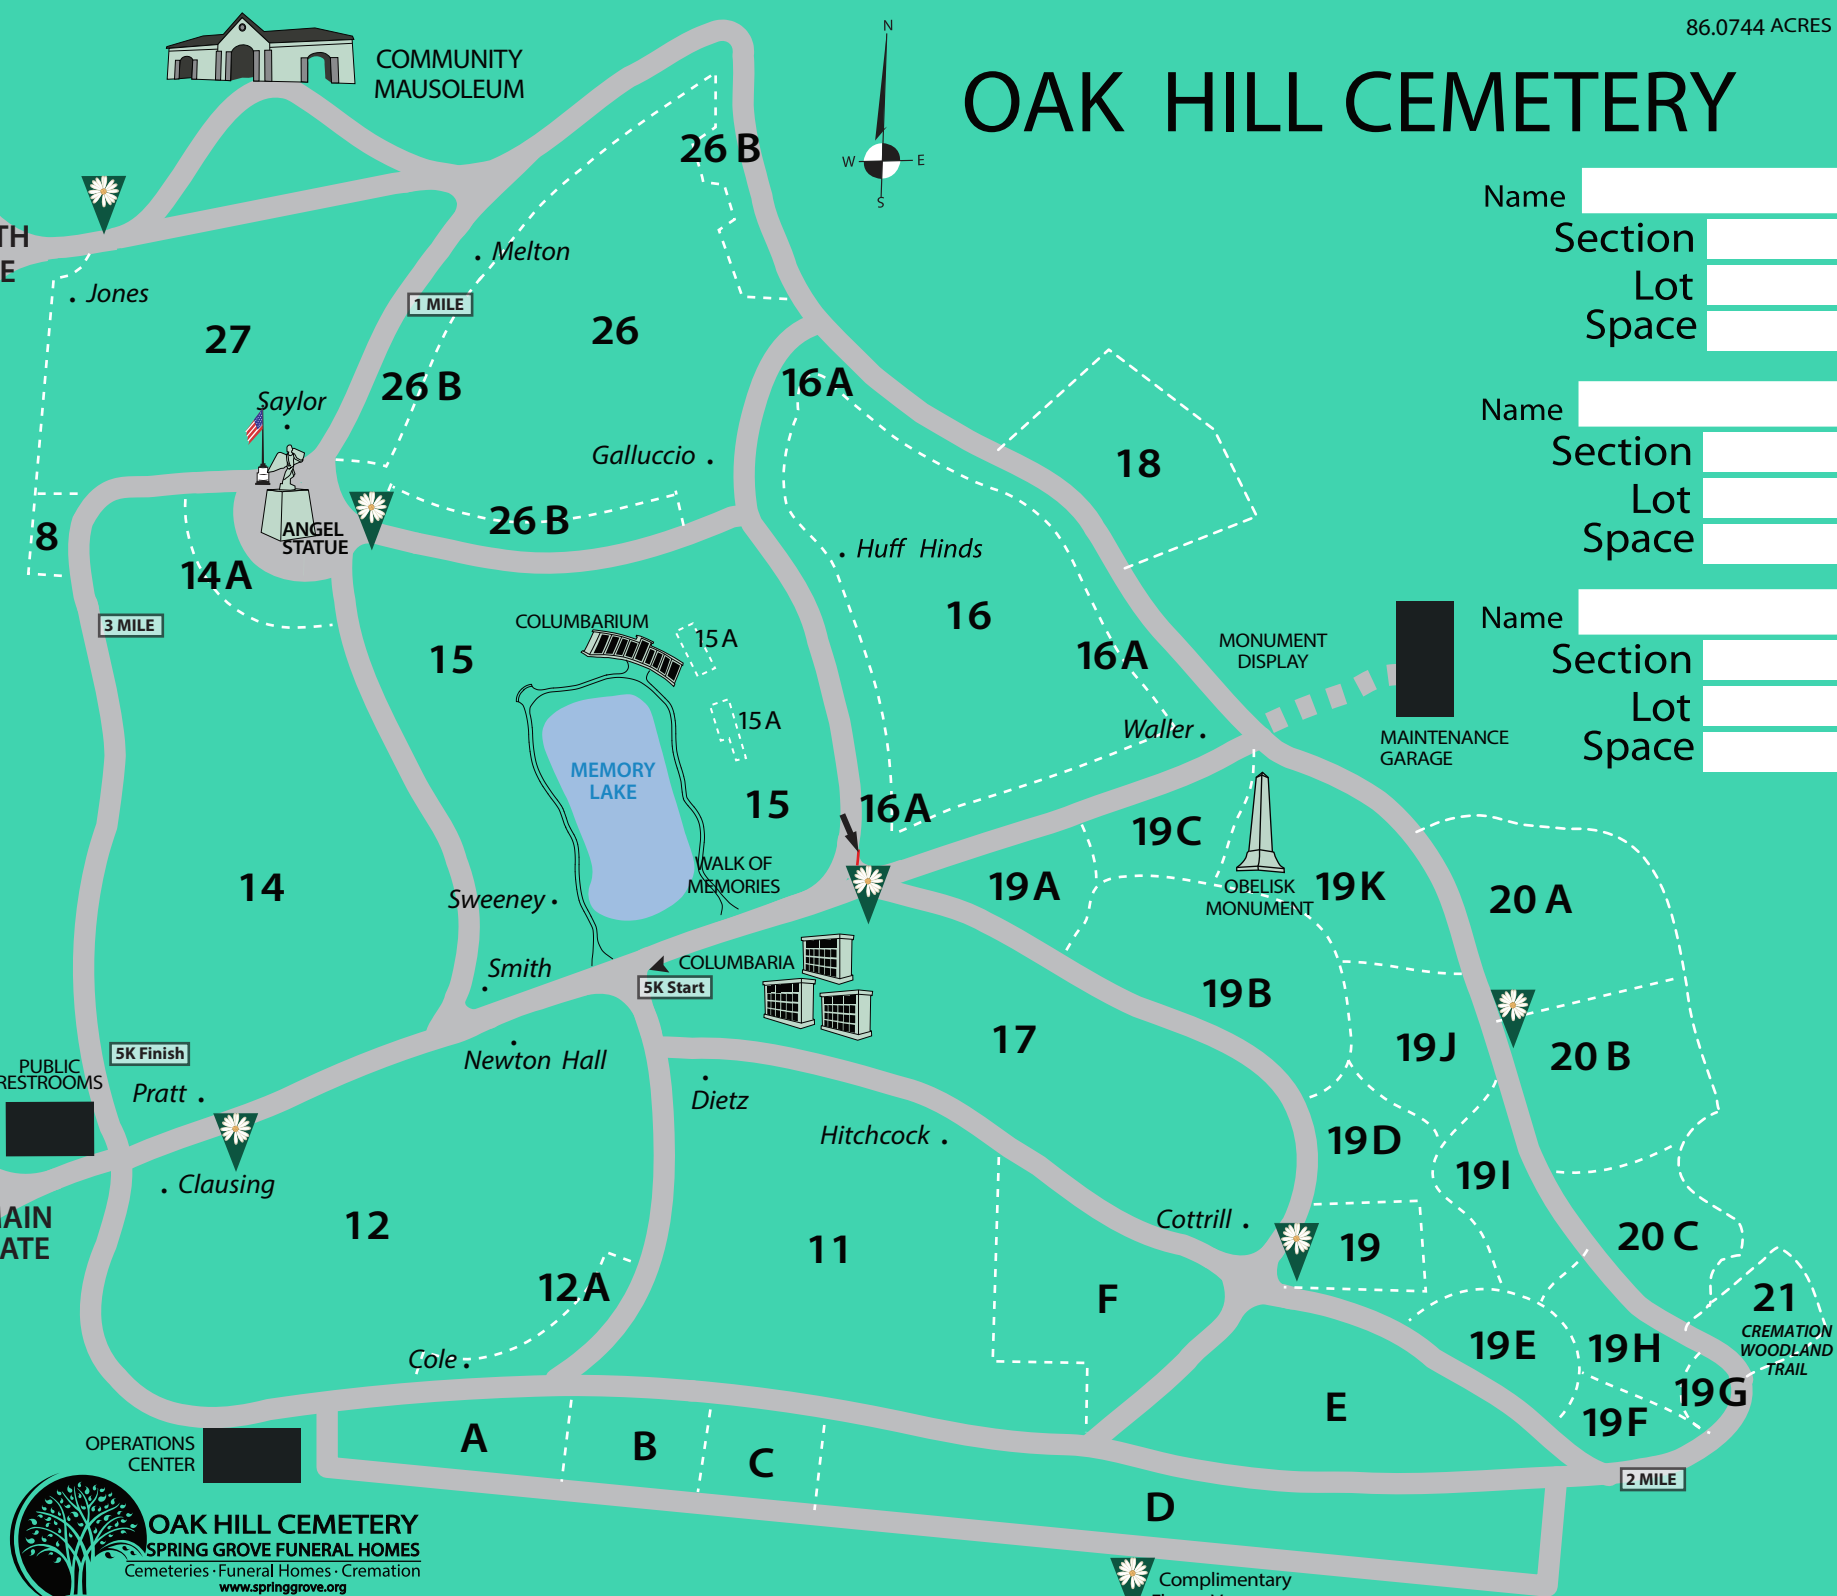 86.0744 ACRES
OAK HILL CEMETERY
COMMUNITY
MAUSOLEUM
N
W
E
S
Name
Section
Lot
Space
Name
Section
Lot
Space
Name
Section
Lot
Space
26 B
Melton
Jones
1 MILE
27
26
26 B
16 A
Saylor
Galluccio
18
ANGEL
STATUE
26 B
8
14 A
Huff Hinds
3 MILE
COLUMBARIUM
15 A
15
16
16 A
MONUMENT
DISPLAY
15 A
Waller
MAINTENANCE
GARAGE
MEMORY
LAKE
15
16 A
19 C
WALK OF
MEMORIES
14
Sweeney
19 A
OBELISK
MONUMENT
19 K
20 A
Smith
COLUMBARIA
5K Start
19 B
17
19 J
20 B
5K Finish
Newton Hall
PUBLIC
RESTROOMS
Pratt
Dietz
Hitchcock
19 D
19 I
Clausing
Cottrill
12
11
19
20 C
12 A
F
21
CREMATION
WOODLAND
TRAIL
19 E
19 H
Cole
19 G
E
19 F
A
B
C
OPERATIONS
CENTER
2 MILE
D
OAK HILL CEMETERY
SPRING GROVE FUNERAL HOMES
Cemeteries · Funeral Homes · Cremation
www.springgrove.org
Complimentary